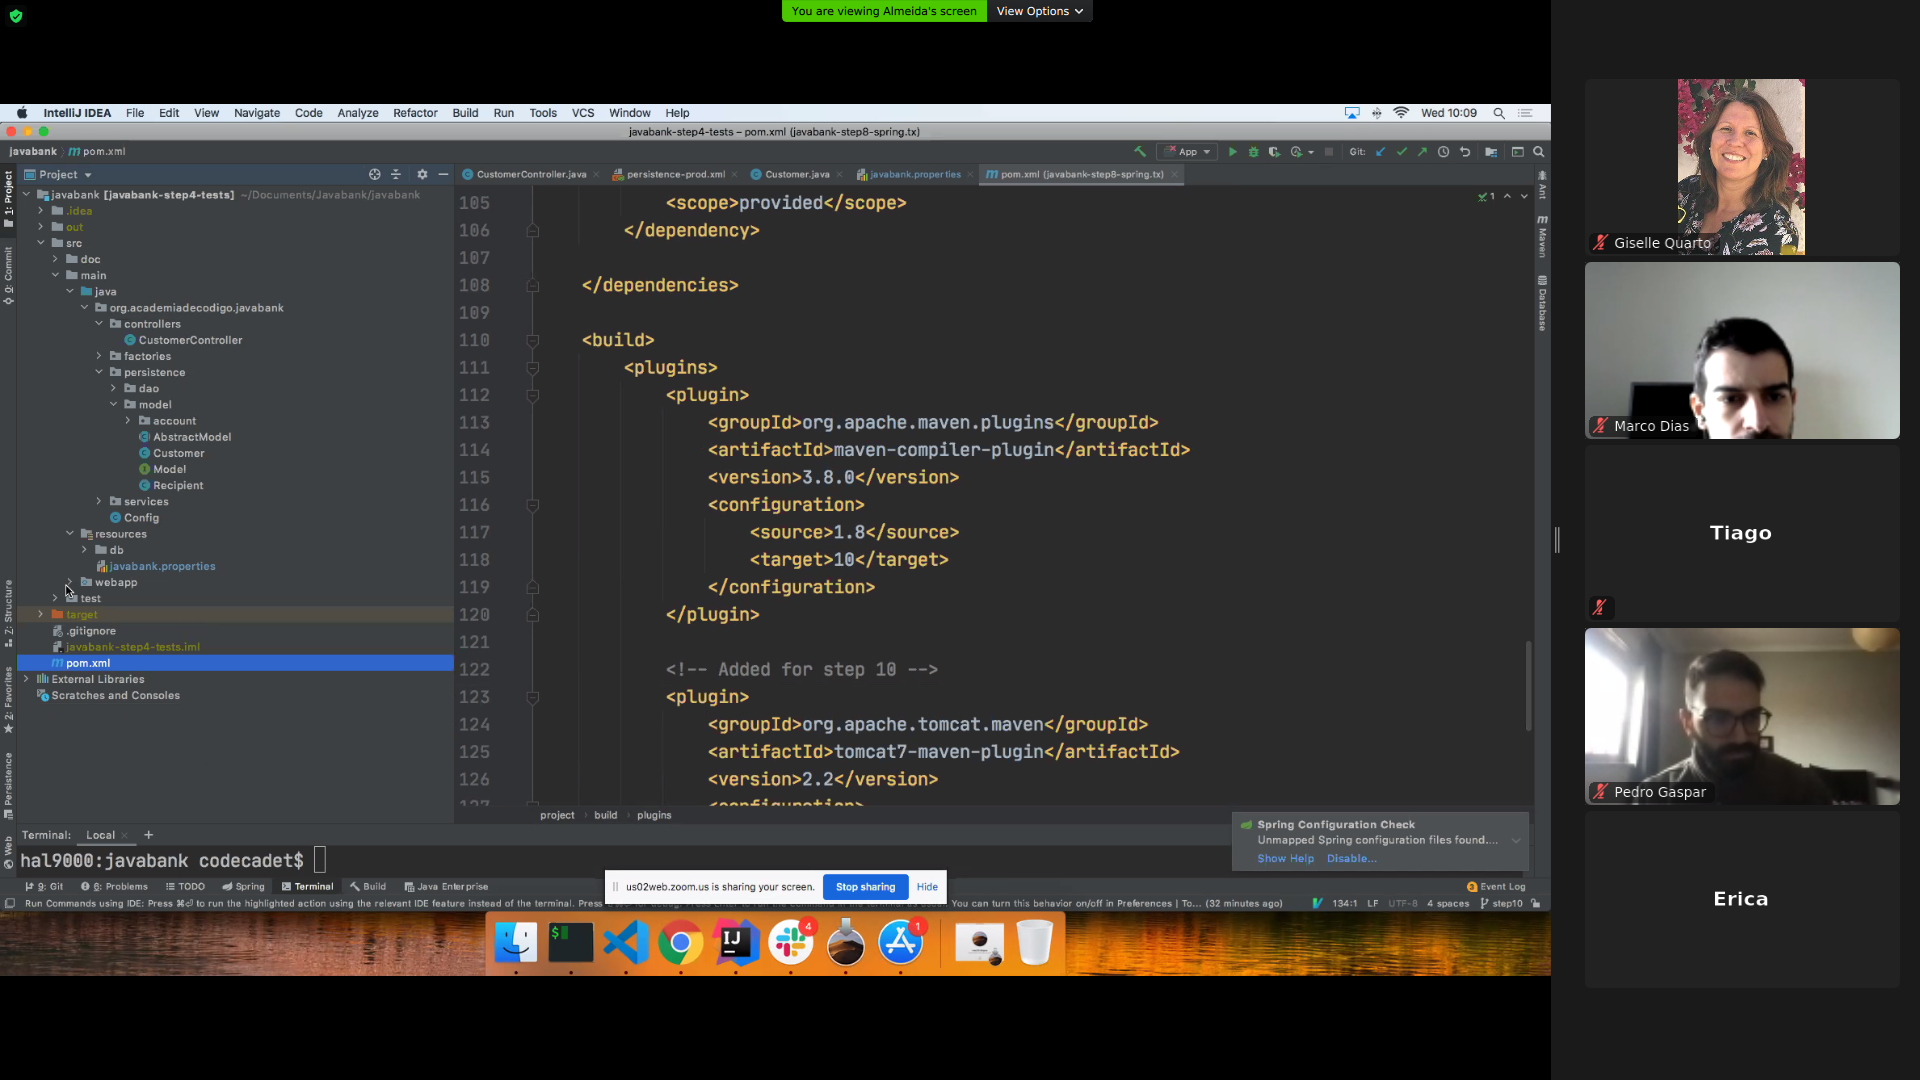 You are viewing Almeida's screen
View Options
IntelliJ IDEA File Edit View Navigate Code Analyze Refactor Build Run Tools VCS Window Help
Wed 10:09
javabank-step4-tests – pom.xml (javabank-step8-spring.tx)
javabank pom.xml
App
Git:
Project
CustomerController.java
persistence-prod.xml
Customer.java
javabank.properties
pom.xml (javabank-step8-spring.tx)
1: Project
0: Commit
Z: Structure
2: Favorites
Persistence
Web
javabank [javabank-step4-tests] ~/Documents/Javabank/javabank
.idea
out
src
doc
main
java
org.academiadecodigo.javabank
controllers
CustomerController
factories
persistence
dao
model
account
AbstractModel
Customer
Model
Recipient
services
Config
resources
db
javabank.properties
webapp
test
target
.gitignore
javabank-step4-tests.iml
pom.xml
External Libraries
Scratches and Consoles
105 <scope>provided</scope>
106 </dependency>
107
108 </dependencies>
109
110 <build>
111 <plugins>
112 <plugin>
113 <groupId>org.apache.maven.plugins</groupId>
114 <artifactId>maven-compiler-plugin</artifactId>
115 <version>3.8.0</version>
116 <configuration>
117 <source>1.8</source>
118 <target>10</target>
119 </configuration>
120 </plugin>
121
122 <!-- Added for step 10 -->
123 <plugin>
124 <groupId>org.apache.tomcat.maven</groupId>
125 <artifactId>tomcat7-maven-plugin</artifactId>
126 <version>2.2</version>
127 <configuration>
1
Ant
Maven
Database
project build plugins
Spring Configuration Check
Unmapped Spring configuration files found....
Show Help Disable...
Terminal: Local +
hal9000:javabank codecadet$
9: Git
6: Problems
TODO
Spring
Terminal
Build
Java Enterprise
2 Event Log
us02web.zoom.us is sharing your screen.
Stop sharing
Hide
Run Commands using IDE: Press ⌘⏎ to run the highlighted action using the relevant IDE feature instead of the terminal. Press
You can turn this behavior on/off in Preferences | To... (32 minutes ago)
134:1 LF UTF-8 4 spaces step10
$
IJ
4
1
Giselle Quarto
Marco Dias
Tiago
Pedro Gaspar
Erica